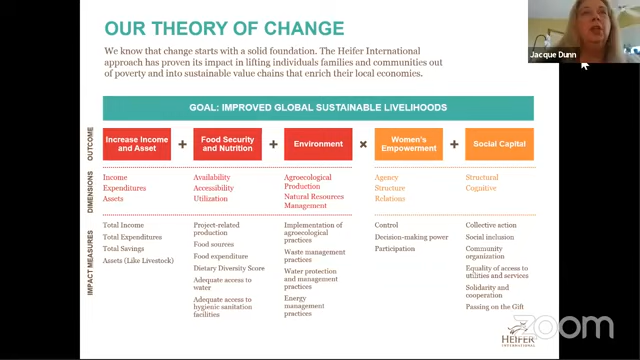 OUR THEORY OF CHANGE
We know that change starts with a solid foundation. The Heifer International
approach has proven its impact in lifting individuals families and communities out
of poverty and into sustainable value chains that enrich their local economies.
Jacque Dunn
GOAL: IMPROVED GLOBAL SUSTAINABLE LIVELIHOODS
OUTCOME
Increase Income
and Asset
+
Food Security
and Nutrition
+
Environment
×
Women's
Empowerment
+
Social Capital
DIMENSIONS
Income
Expenditures
Assets
Availability
Accessibility
Utilization
Agroecological
Production
Natural Resources
Management
Agency
Structure
Relations
Structural
Cognitive
IMPACT MEASURES
Total Income
Total Expenditures
Total Savings
Assets (Like Livestock)
Project-related
production
Food sources
Food expenditure
Dietary Diversity Score
Adequate access to
water
Adequate access to
hygienic sanitation
facilities
Implementation of
agroecological
practices
Waste management
practices
Water protection and
management
practices
Energy
management
practices
Control
Decision-making power
Participation
Collective action
Social inclusion
Community
organization
Equality of access to
utilities and services
Solidarity and
cooperation
Passing on the Gift
HEIFER
INTERNATIONAL
zoom